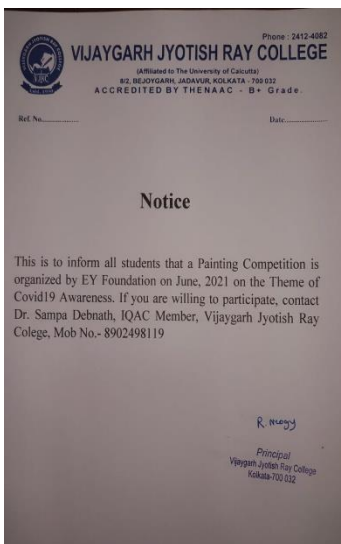 Phone : 2412-4082
VIJAYGARH JYOTISH RAY COLLEGE
(Affiliated to The University of Calcutta)
8/2, BEJOYGARH, JADAVUR, KOLKATA - 700 032
ACCREDITED BY THENAAC - B+ Grade.
Ref. No.................... Date....................
Notice
This is to inform all students that a Painting Competition is
organized by EY Foundation on June, 2021 on the Theme of
Covid19 Awareness. If you are willing to participate, contact
Dr. Sampa Debnath, IQAC Member, Vijaygarh Jyotish Ray
Colege, Mob No.- 8902498119
R. Neogy
Principal
Vijaygarh Jyotish Ray College
Kolkata-700 032